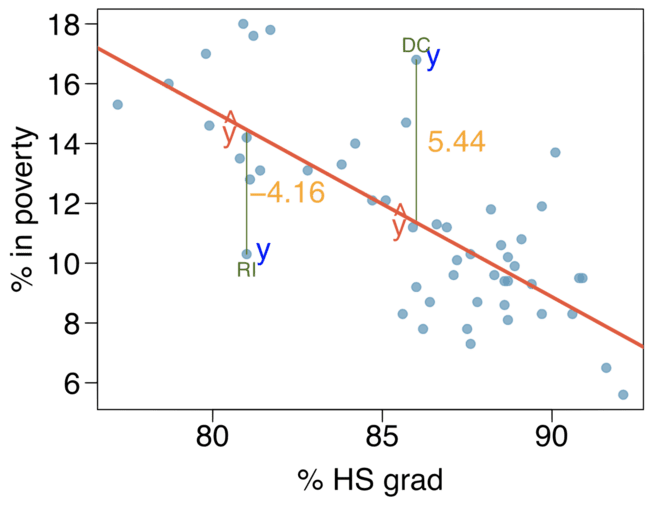 % in poverty
18
16
14
12
10
8
6
DC
y
5.44
ŷ
−4.16
ŷ
y
RI
80
85
90
% HS grad